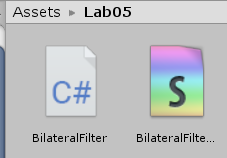 Assets ▸ Lab05
C#
S
BilateralFilter
BilateralFilte...